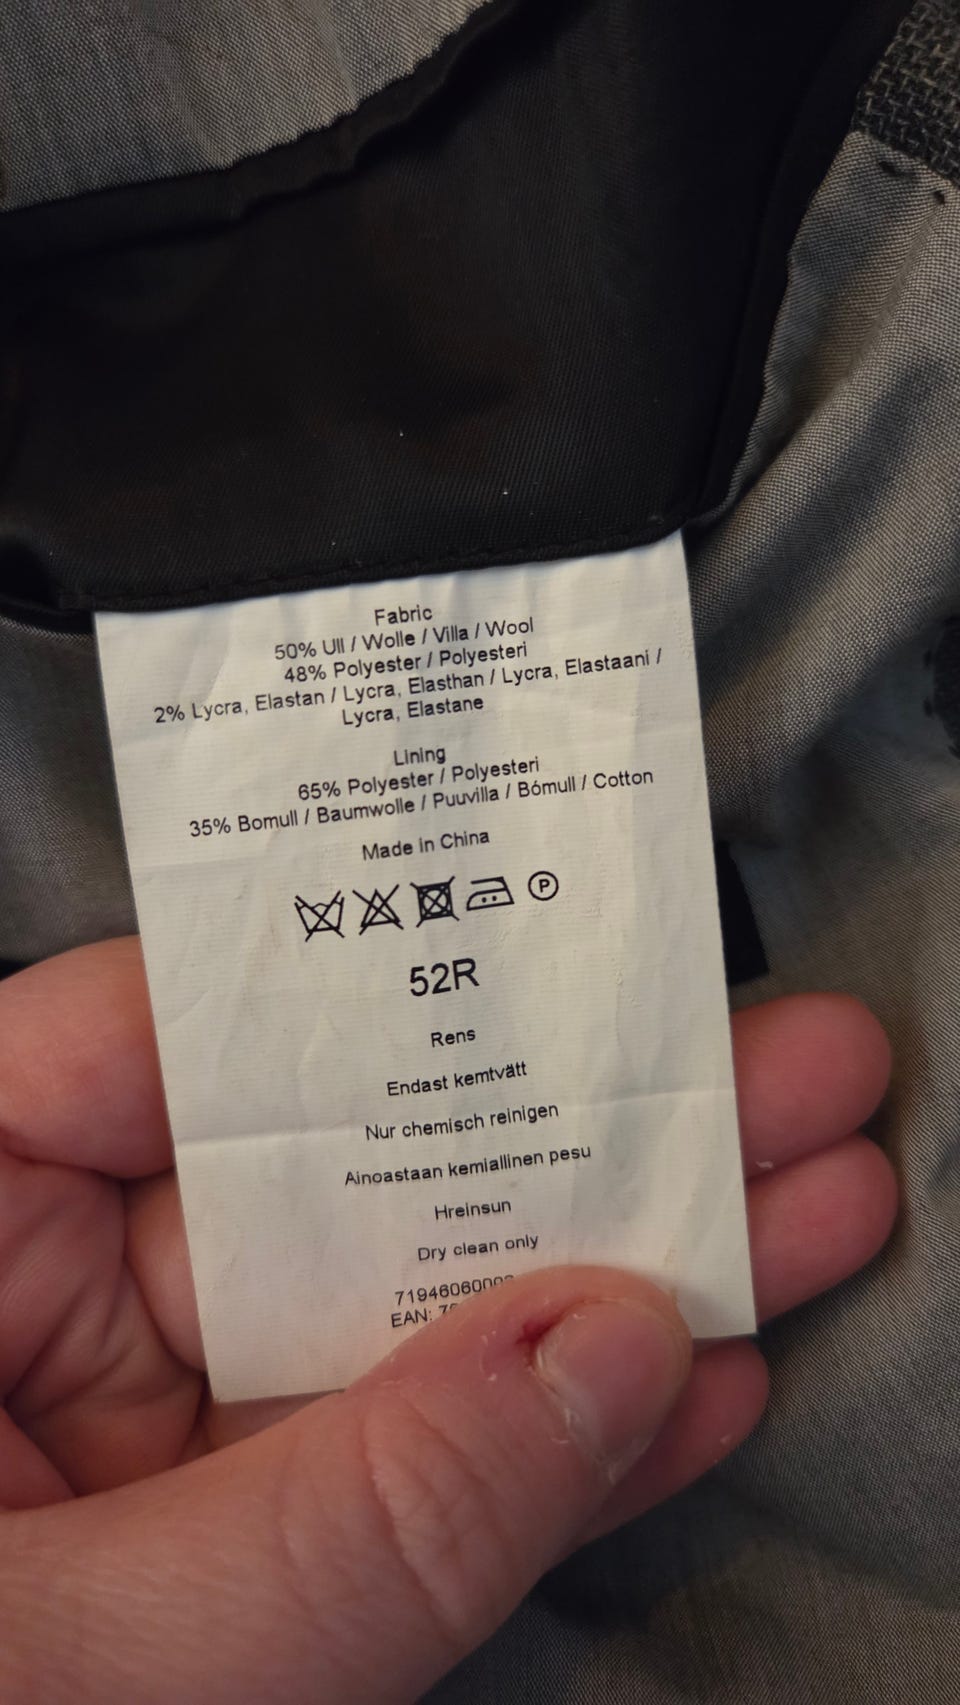 Fabric
50% Ull / Wolle / Villa / Wool
48% Polyester / Polyesteri
2% Lycra, Elastan / Lycra, Elasthan / Lycra, Elastaani /
Lycra, Elastane
Lining
65% Polyester / Polyesteri
35% Bomull / Baumwolle / Puuvilla / Bómull / Cotton
Made in China
P
52R
Rens
Endast kemtvätt
Nur chemisch reinigen
Ainoastaan kemiallinen pesu
Hreinsun
Dry clean only
EAN: